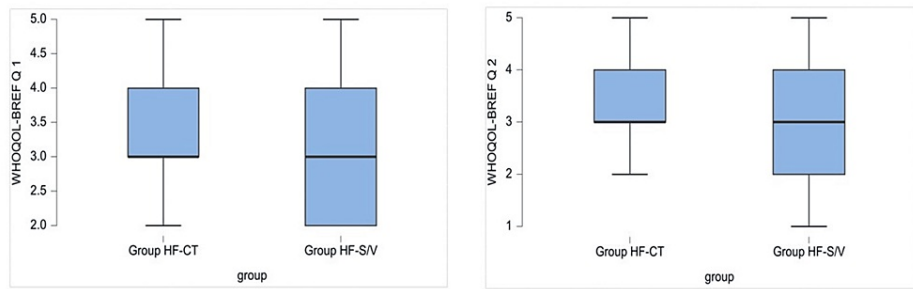 WHOQOL-BREF Q 1
5.0
4.5
4.0
3.5
3.0
2.5
2.0
Group HF-CT
Group HF-S/V
group
WHOQOL-BREF Q 2
5
4
3
2
1
Group HF-CT
Group HF-S/V
group